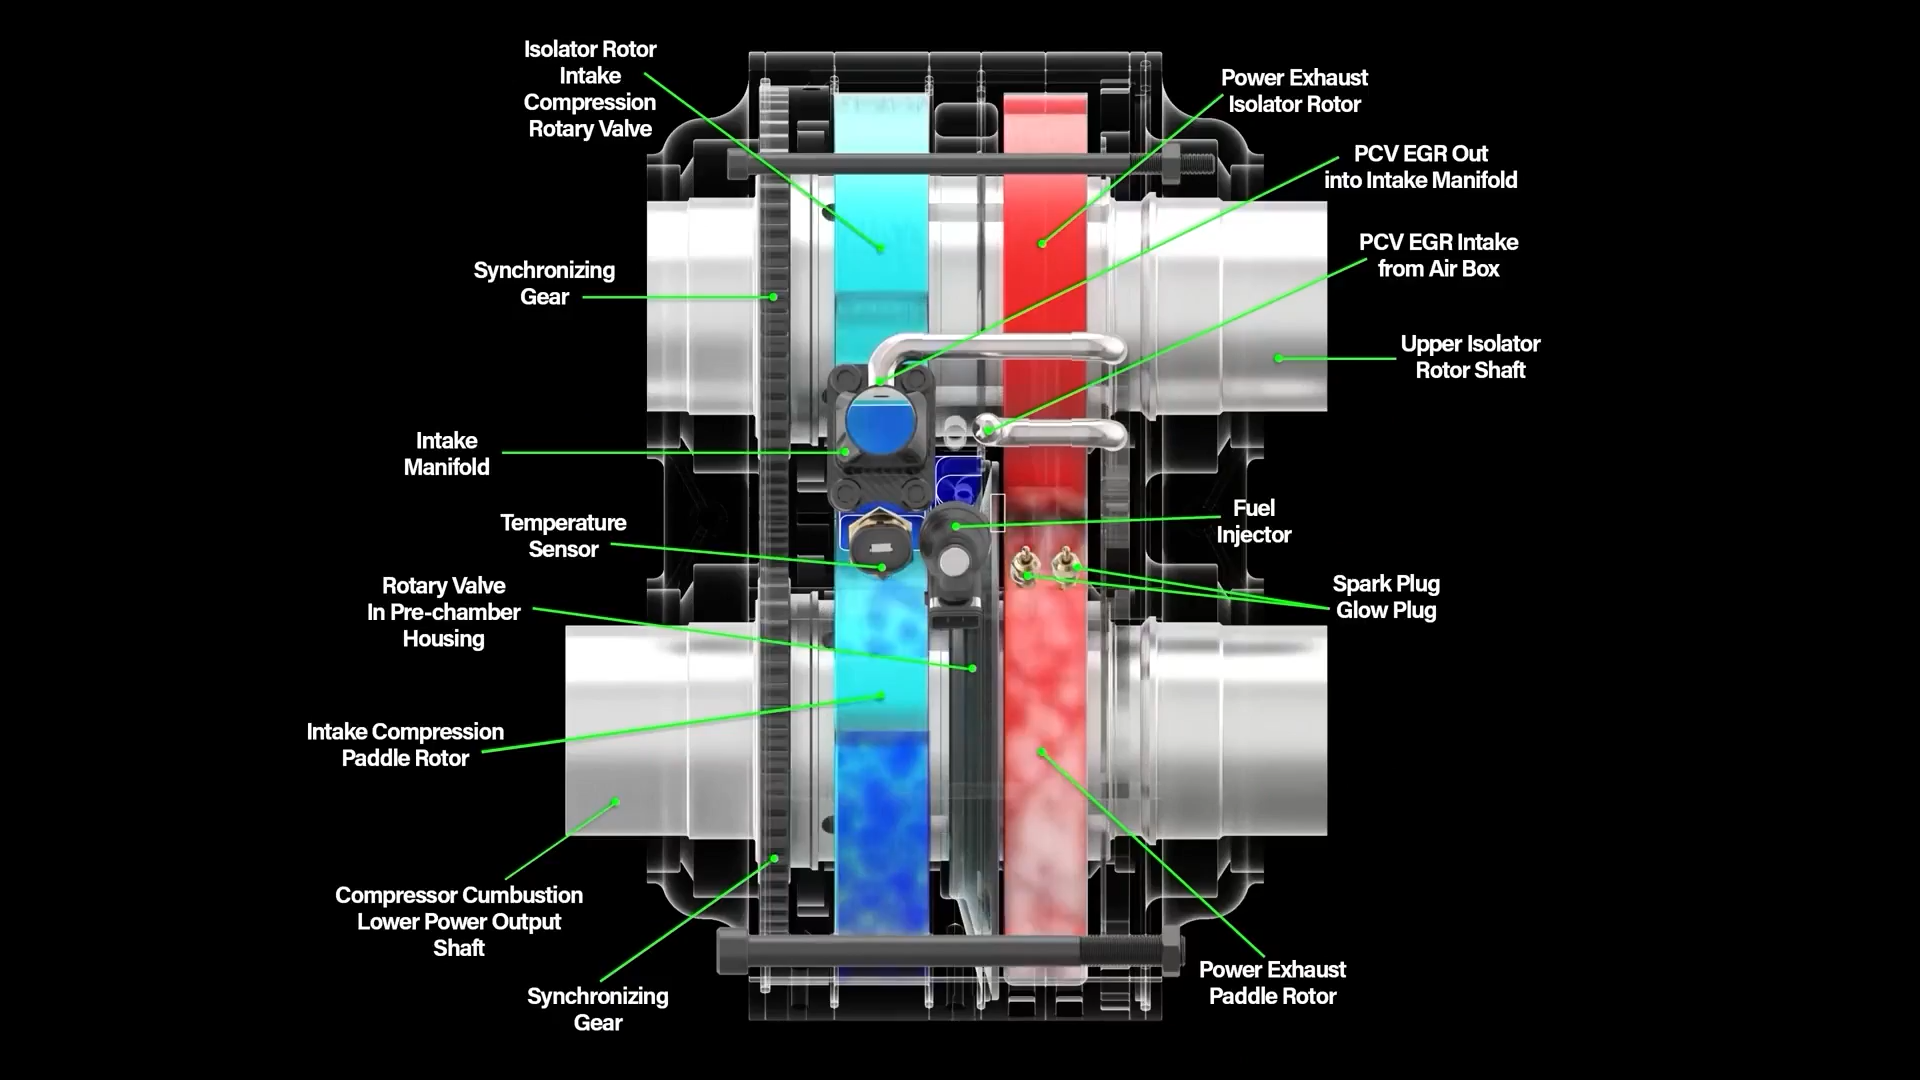 Isolator Rotor
Intake
Compression
Rotary Valve
Power Exhaust
Isolator Rotor
PCV EGR Out
into Intake Manifold
PCV EGR Intake
from Air Box
Synchronizing
Gear
Upper Isolator
Rotor Shaft
Intake
Manifold
Temperature
Sensor
Fuel
Injector
Rotary Valve
In Pre-chamber
Housing
Spark Plug
Glow Plug
Intake Compression
Paddle Rotor
Compressor Cumbustion
Lower Power Output
Shaft
Synchronizing
Gear
Power Exhaust
Paddle Rotor